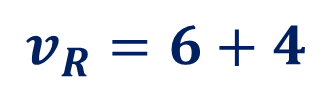 v_R = 6 + 4